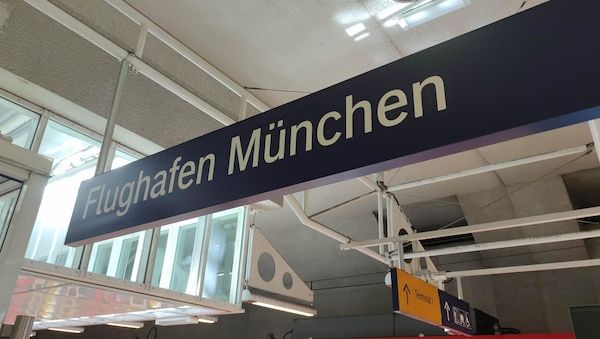 Flughafen München
Terminal 1